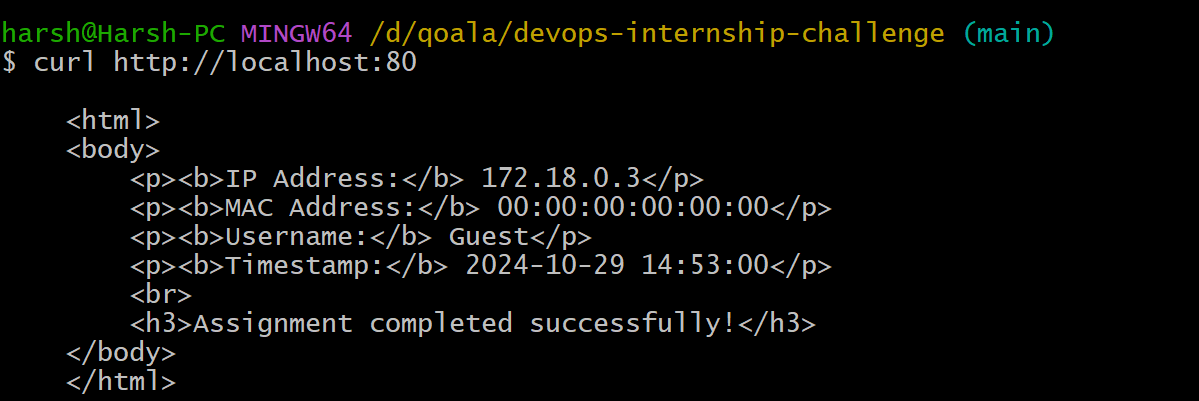 harsh@Harsh-PC MINGW64 /d/qoala/devops-internship-challenge (main)
$ curl http://localhost:80
<html>
<body>
<p><b>IP Address:</b> 172.18.0.3</p>
<p><b>MAC Address:</b> 00:00:00:00:00:00</p>
<p><b>Username:</b> Guest</p>
<p><b>Timestamp:</b> 2024-10-29 14:53:00</p>
<br>
<h3>Assignment completed successfully!</h3>
</body>
</html>